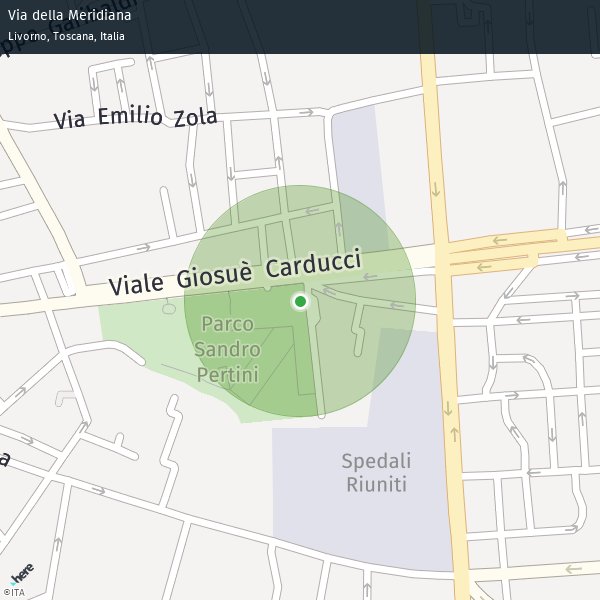 Via della Meridiana
Livorno, Toscana, Italia
Via Emilio Zola
Viale Giosuè Carducci
Parco
Sandro
Pertini
Spedali
Riuniti
here
©ITA